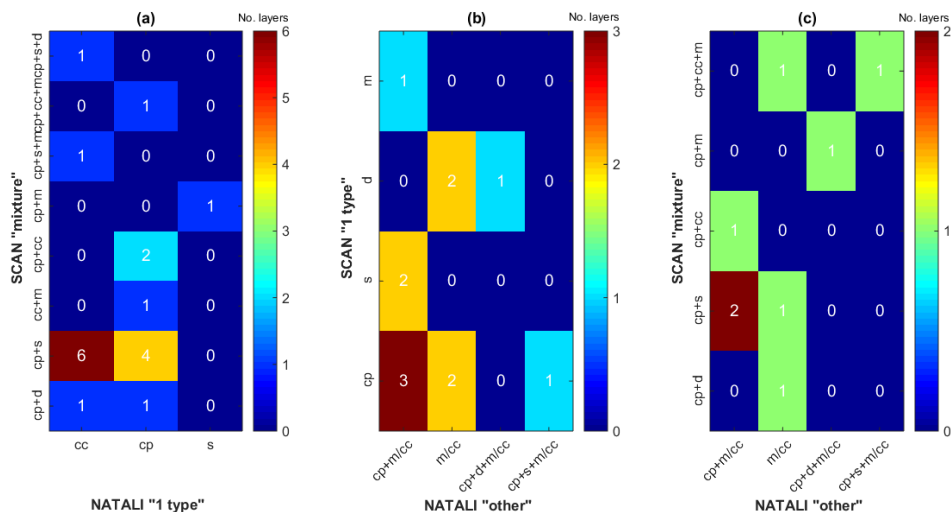 (a)
No. layers
SCAN "mixture"
cp+s+d
cp+cc+m
cp+s+m
cp+m
cp+cc
cc+m
cp+s
cp+d
1 0 0
0 1 0
1 0 0
0 0 1
0 2 0
0 1 0
6 4 0
1 1 0
cc cp s
NATALI "1 type"
6
5
4
3
2
1
0
(b)
No. layers
SCAN "1 type"
m
d
s
cp
1 0 0 0
0 2 1 0
2 0 0 0
3 2 0 1
cp+m/cc m/cc cp+d+m/cc cp+s+m/cc
NATALI "other"
3
2
1
0
(c)
No. layers
SCAN "mixture"
cp+cc+m
cp+m
cp+cc
cp+s
cp+d
0 1 0 1
0 0 1 0
1 0 0 0
2 1 0 0
0 1 0 0
cp+m/cc m/cc cp+d+m/cc cp+s+m/cc
NATALI "other"
2
1
0